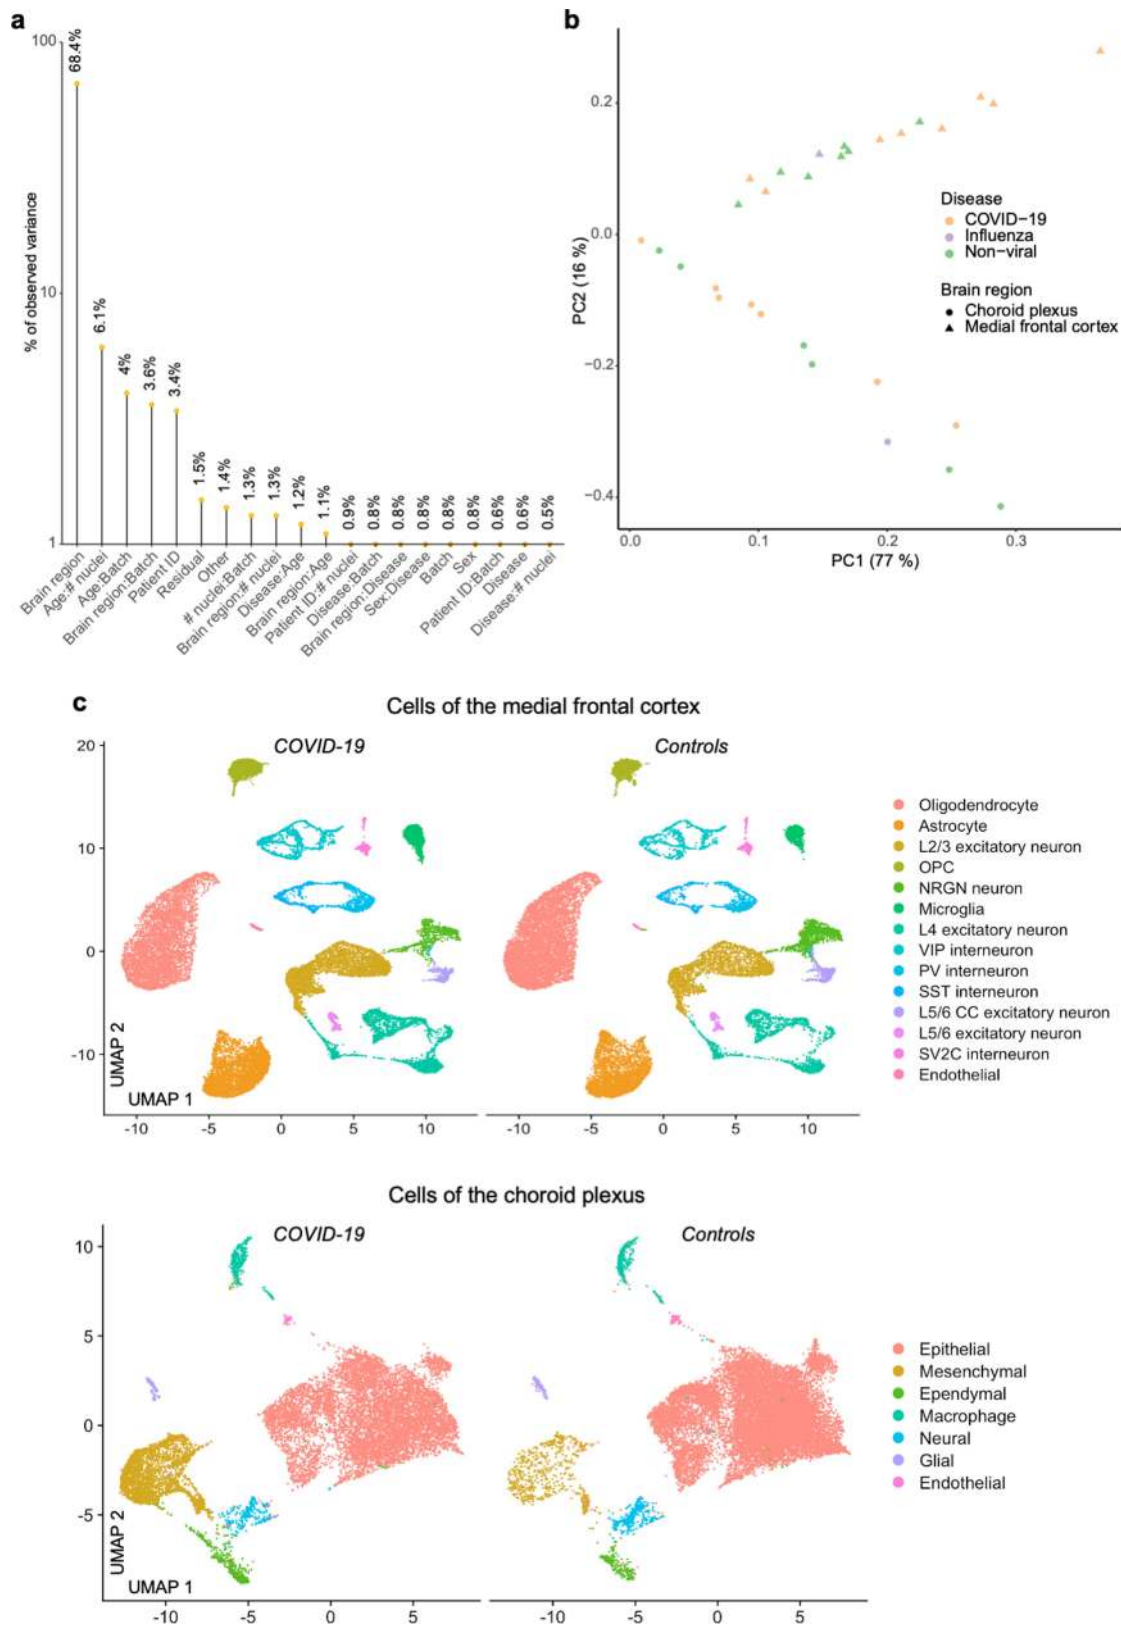 a
100
10
1
% of observed variance
68.4%
6.1%
4%
3.6%
3.4%
1.5%
1.4%
1.3%
1.3%
1.2%
1.1%
0.9%
0.8%
0.8%
0.8%
0.8%
0.8%
0.6%
0.6%
0.5%
Brain region
Age:# nuclei
Age:Batch
Brain region:Batch
Patient ID
Residual
Other
# nuclei:Batch
Brain region:# nuclei
Disease:Age
Brain region:Age
Patient ID:# nuclei
Disease:Batch
Brain region:Disease
Sex:Disease
Batch
Sex
Patient ID:Batch
Disease
Disease:# nuclei
b
0.2
0.0
−0.2
−0.4
PC2 (16 %)
0.0 0.1 0.2 0.3
PC1 (77 %)
Disease
COVID−19
Influenza
Non−viral
Brain region
Choroid plexus
Medial frontal cortex
c
Cells of the medial frontal cortex
COVID-19
Controls
20
10
0
-10
UMAP 2
UMAP 1
-10 -5 0 5 10
-10 -5 0 5 10
Oligodendrocyte
Astrocyte
L2/3 excitatory neuron
OPC
NRGN neuron
Microglia
L4 excitatory neuron
VIP interneuron
PV interneuron
SST interneuron
L5/6 CC excitatory neuron
L5/6 excitatory neuron
SV2C interneuron
Endothelial
Cells of the choroid plexus
COVID-19
Controls
10
5
0
-5
UMAP 2
UMAP 1
-10 -5 0 5
-10 -5 0 5
Epithelial
Mesenchymal
Ependymal
Macrophage
Neural
Glial
Endothelial